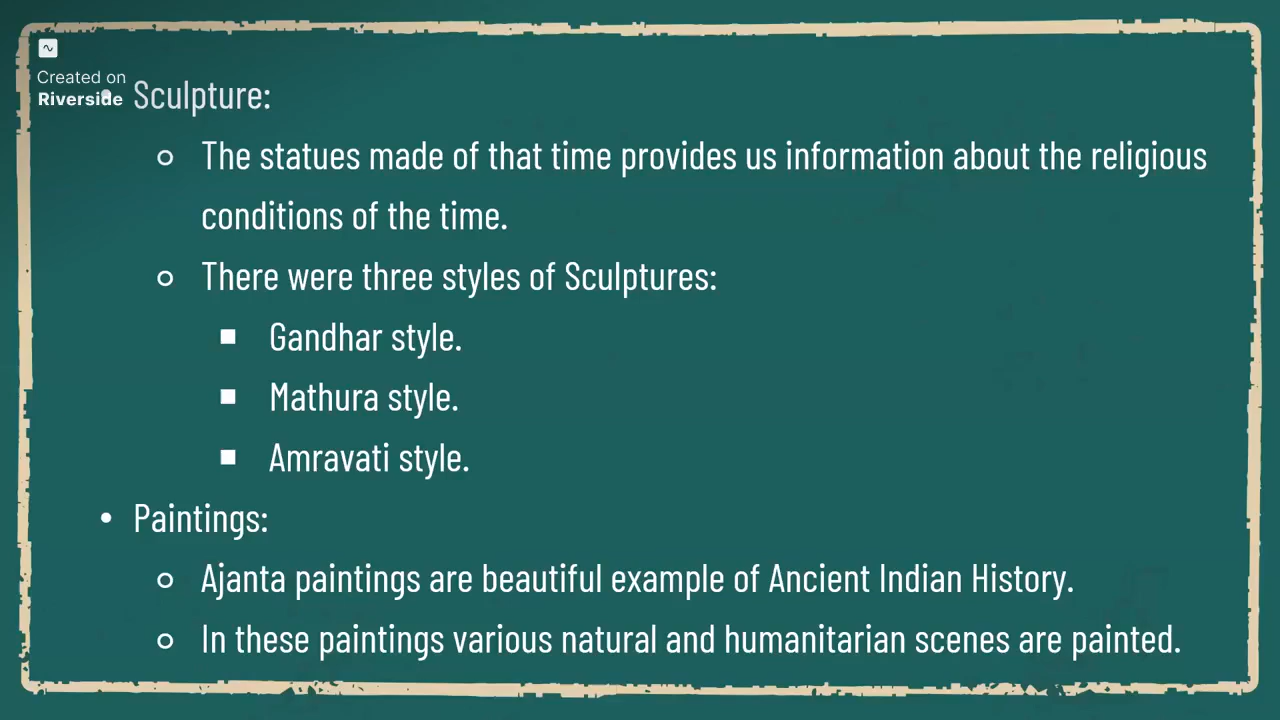 Created on
Riverside
• Sculpture:
○ The statues made of that time provides us information about the religious
conditions of the time.
○ There were three styles of Sculptures:
■ Gandhar style.
■ Mathura style.
■ Amravati style.
• Paintings:
○ Ajanta paintings are beautiful example of Ancient Indian History.
○ In these paintings various natural and humanitarian scenes are painted.